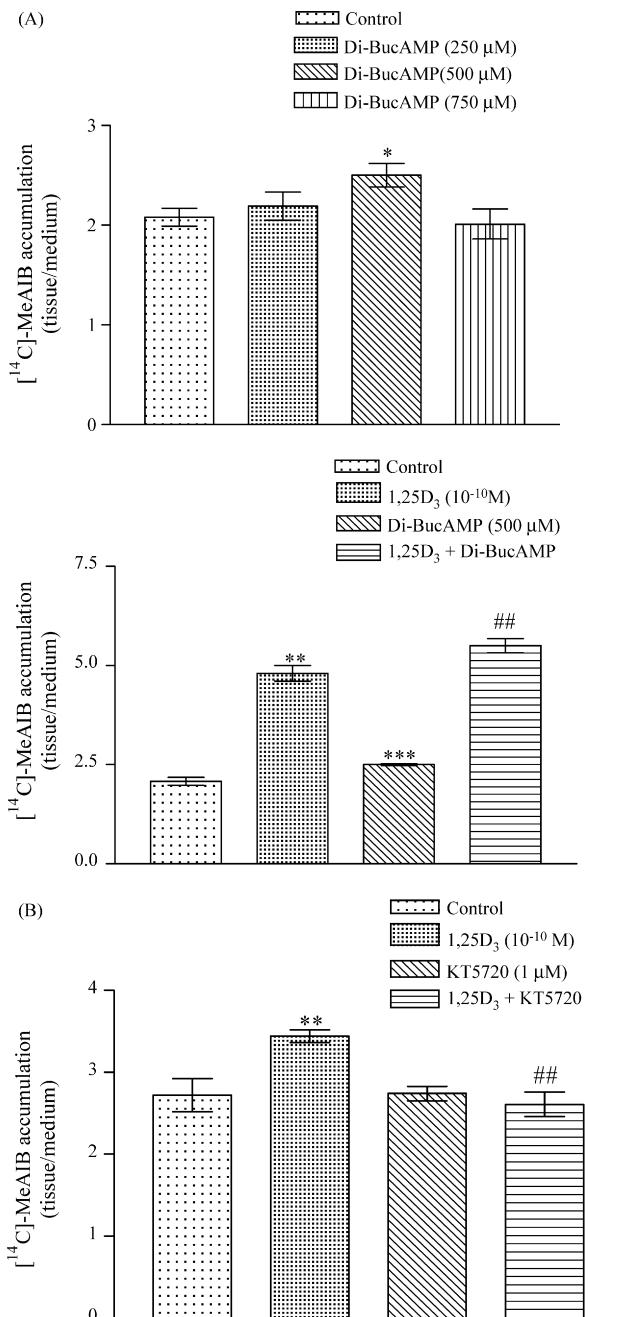 (A)
Control
Di-BucAMP (250 µM)
Di-BucAMP(500 µM)
Di-BucAMP (750 µM)
[¹⁴C]-MeAIB accumulation
(tissue/medium)
3
*
2
1
0
Control
1,25D₃ (10⁻¹⁰M)
Di-BucAMP (500 µM)
1,25D₃ + Di-BucAMP
[¹⁴C]-MeAIB accumulation
(tissue/medium)
7.5
##
5.0
**
2.5
***
0.0
(B)
Control
1,25D₃ (10⁻¹⁰ M)
KT5720 (1 µM)
1,25D₃ + KT5720
[¹⁴C]-MeAIB accumulation
(tissue/medium)
4
**
3
##
2
1
0